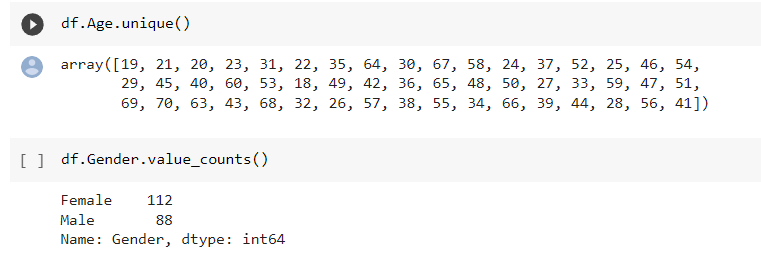 df.Age.unique()
array([19, 21, 20, 23, 31, 22, 35, 64, 30, 67, 58, 24, 37, 52, 25, 46, 54,
29, 45, 40, 60, 53, 18, 49, 42, 36, 65, 48, 50, 27, 33, 59, 47, 51,
69, 70, 63, 43, 68, 32, 26, 57, 38, 55, 34, 66, 39, 44, 28, 56, 41])
[ ] df.Gender.value_counts()
Female 112
Male 88
Name: Gender, dtype: int64